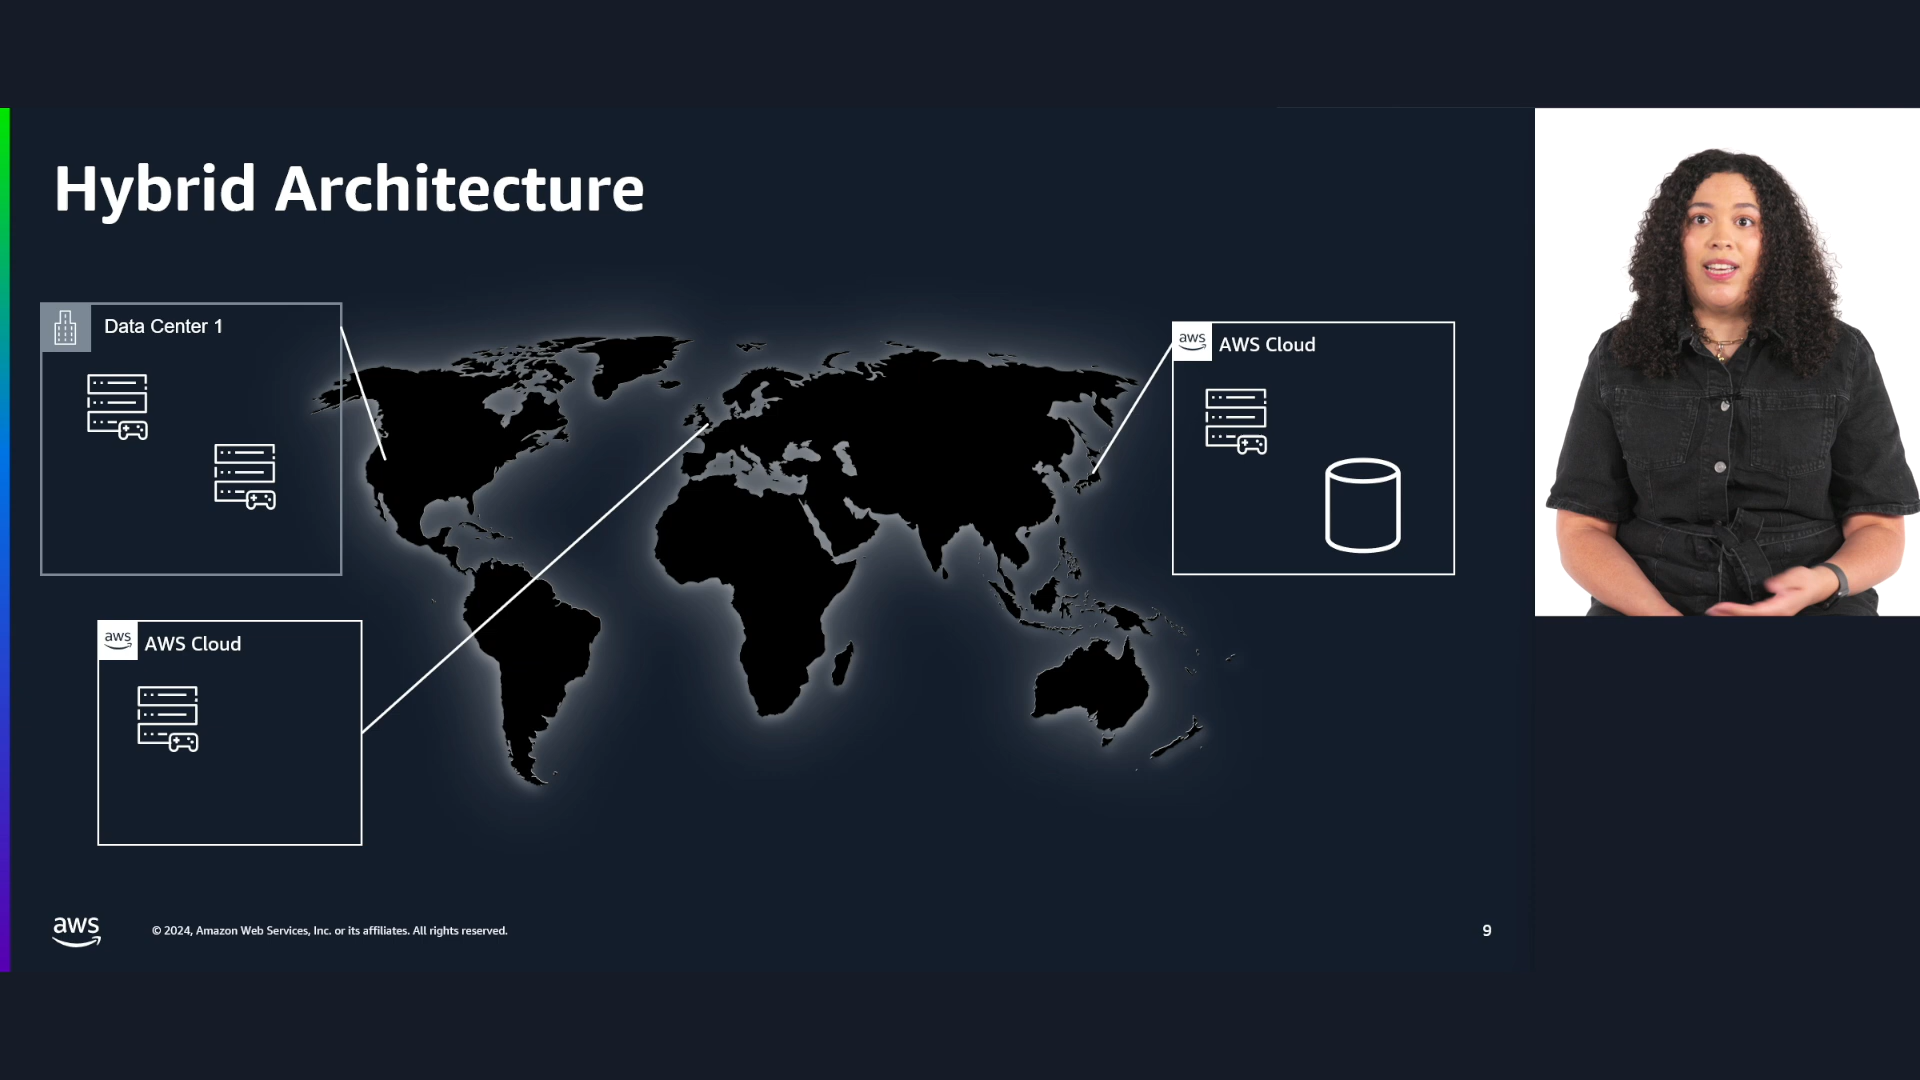 Hybrid Architecture
Data Center 1
aws
AWS Cloud
aws
AWS Cloud
aws
© 2024, Amazon Web Services, Inc. or its affiliates. All rights reserved.
9